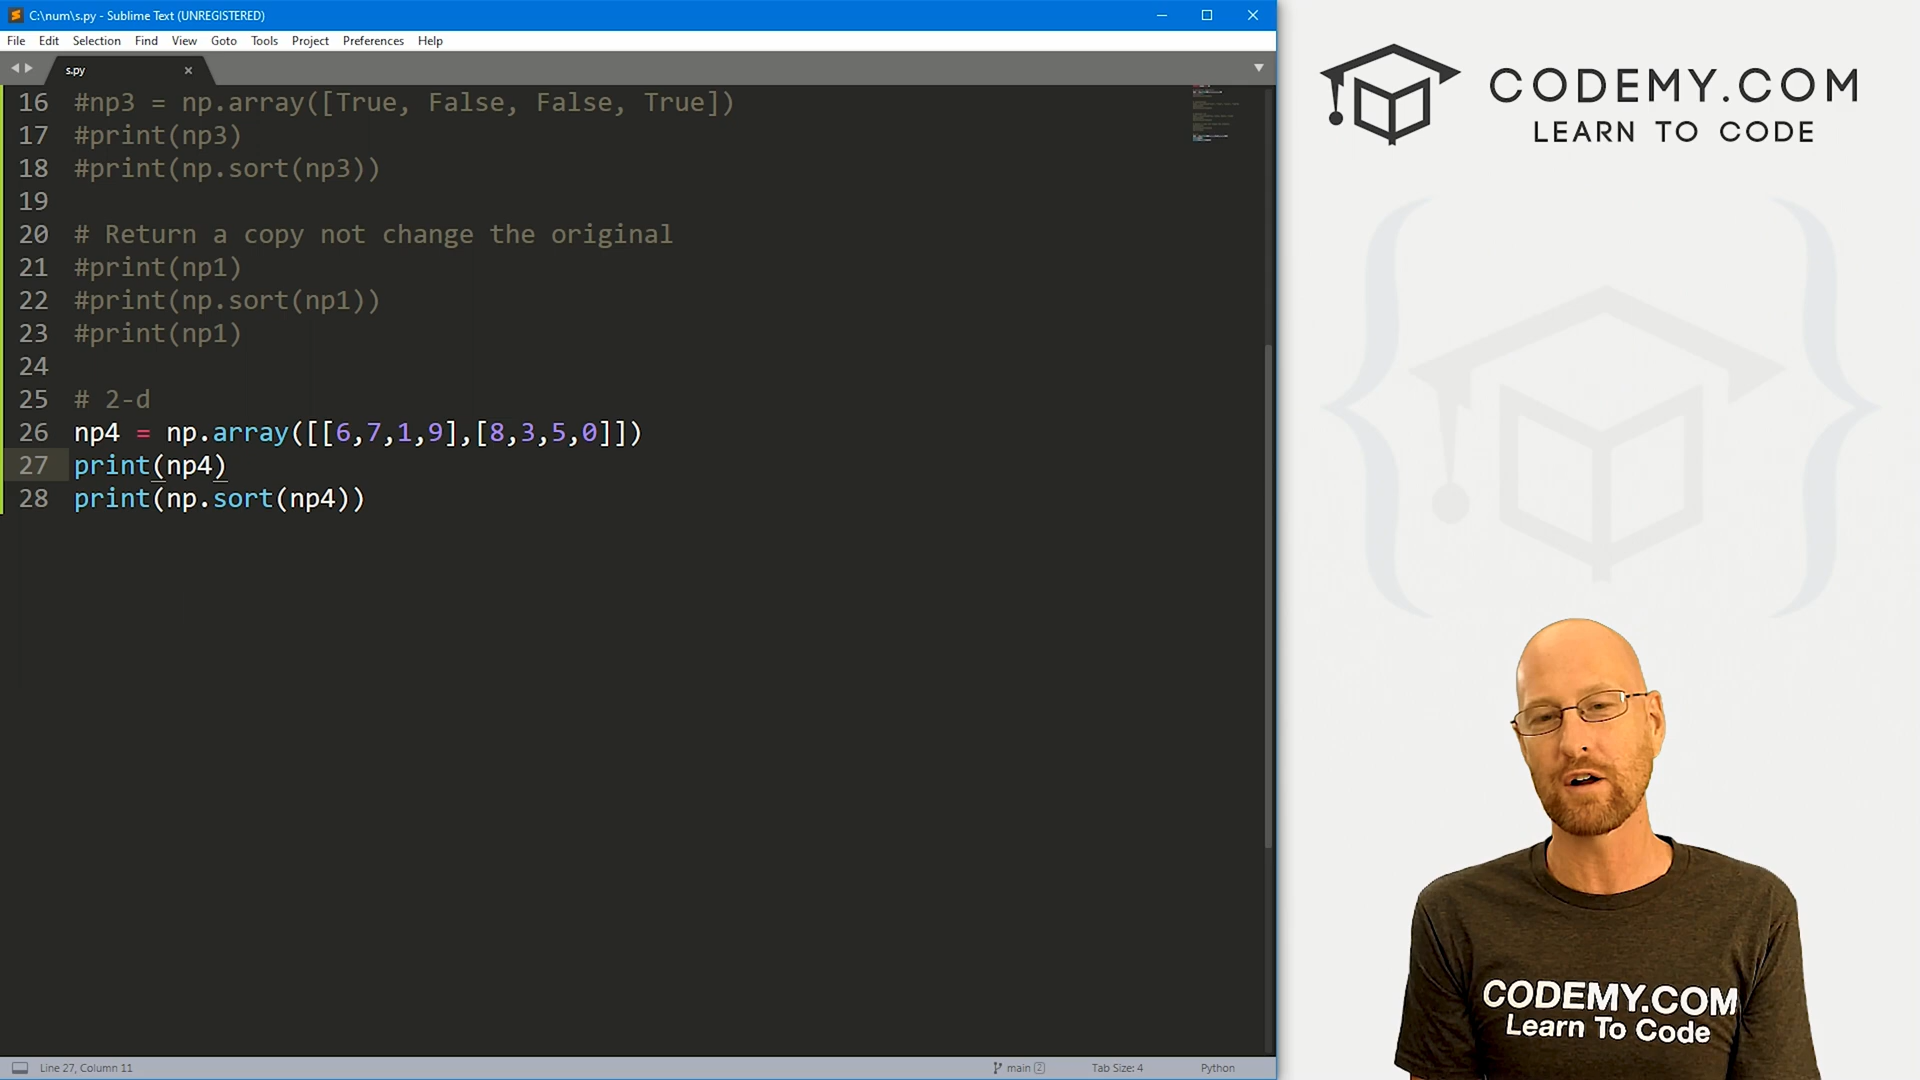 C:\num\s.py - Sublime Text (UNREGISTERED)
File Edit Selection Find View Goto Tools Project Preferences Help
s.py
16 #np3 = np.array([True, False, False, True])
17 #print(np3)
18 #print(np.sort(np3))
19
20 # Return a copy not change the original
21 #print(np1)
22 #print(np.sort(np1))
23 #print(np1)
24
25 # 2-d
26 np4 = np.array([[6,7,1,9],[8,3,5,0]])
27 print(np4)
28 print(np.sort(np4))
Line 27, Column 11
main 2
Tab Size: 4
Python
CODEMY.COM
LEARN TO CODE
CODEMY.COM
Learn To Code